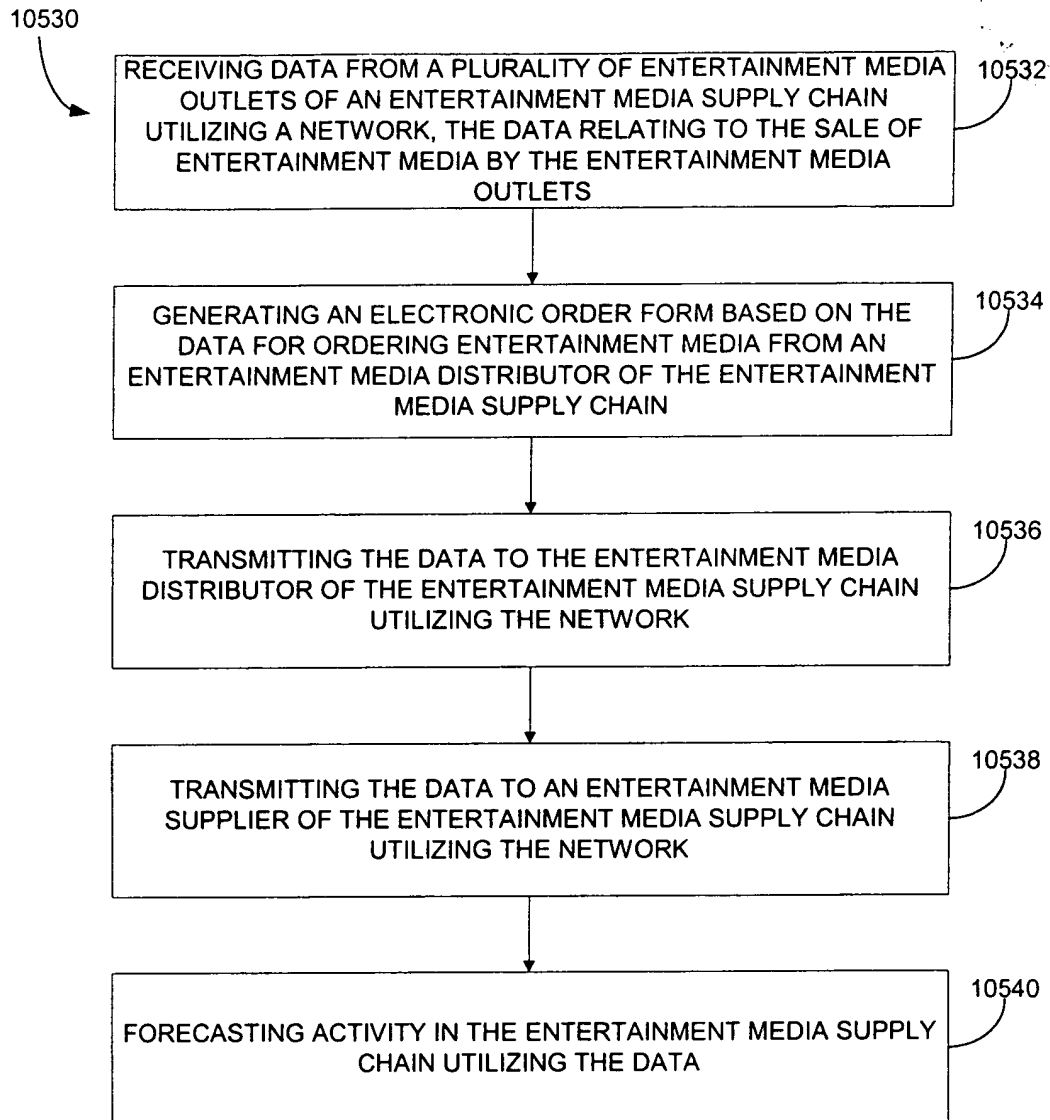 10530
RECEIVING DATA FROM A PLURALITY OF ENTERTAINMENT MEDIA
OUTLETS OF AN ENTERTAINMENT MEDIA SUPPLY CHAIN
UTILIZING A NETWORK, THE DATA RELATING TO THE SALE OF
ENTERTAINMENT MEDIA BY THE ENTERTAINMENT MEDIA
OUTLETS
10532
GENERATING AN ELECTRONIC ORDER FORM BASED ON THE
DATA FOR ORDERING ENTERTAINMENT MEDIA FROM AN
ENTERTAINMENT MEDIA DISTRIBUTOR OF THE ENTERTAINMENT
MEDIA SUPPLY CHAIN
10534
TRANSMITTING THE DATA TO THE ENTERTAINMENT MEDIA
DISTRIBUTOR OF THE ENTERTAINMENT MEDIA SUPPLY CHAIN
UTILIZING THE NETWORK
10536
TRANSMITTING THE DATA TO AN ENTERTAINMENT MEDIA
SUPPLIER OF THE ENTERTAINMENT MEDIA SUPPLY CHAIN
UTILIZING THE NETWORK
10538
FORECASTING ACTIVITY IN THE ENTERTAINMENT MEDIA SUPPLY
CHAIN UTILIZING THE DATA
10540